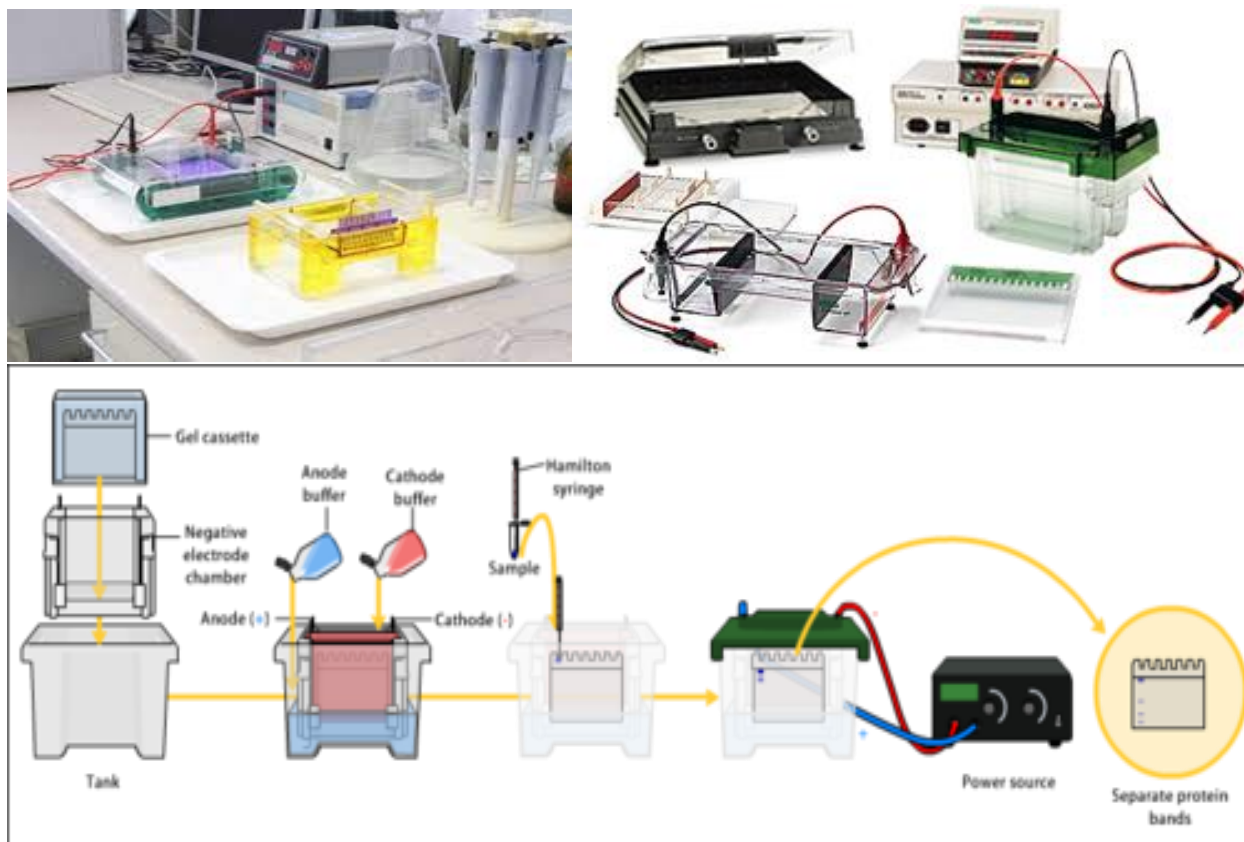 Gel cassette
Negative
electrode
chamber
Tank
Anode
buffer
Cathode
buffer
Anode (+)
Cathode (-)
Hamilton
syringe
Sample
-
+
Power source
Separate protein
bands